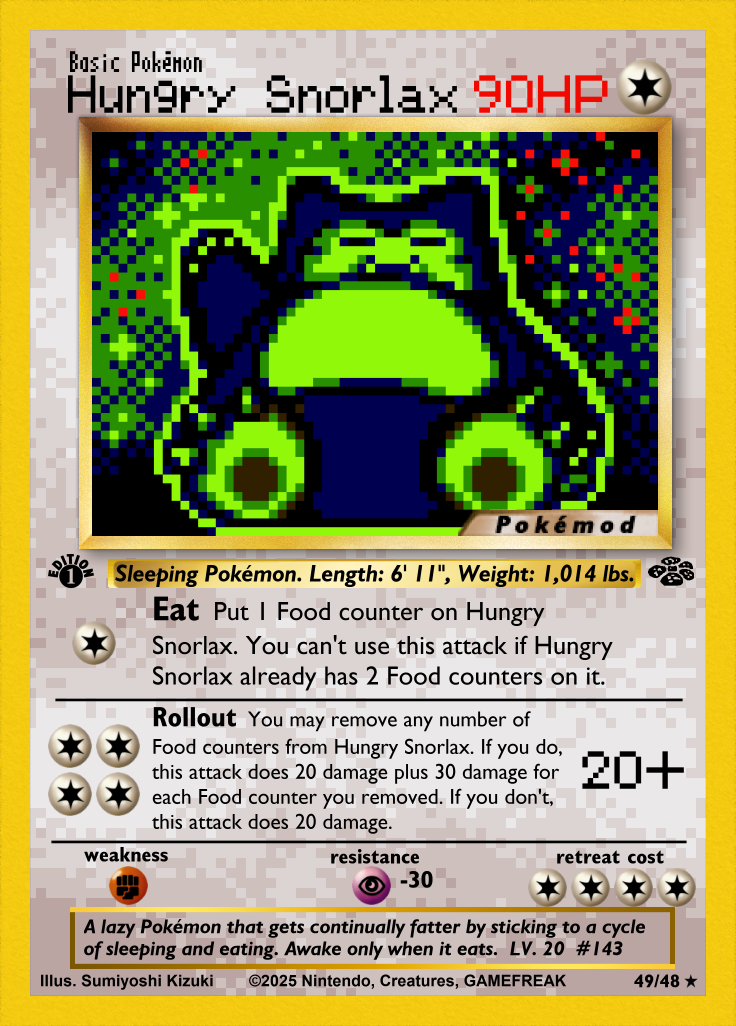 Basic Pokémon
Hungry Snorlax 90HP
Pokémod
EDITION 1
Sleeping Pokémon. Length: 6' 11", Weight: 1,014 lbs.
Eat Put 1 Food counter on Hungry
Snorlax. You can't use this attack if Hungry
Snorlax already has 2 Food counters on it.
Rollout You may remove any number of
Food counters from Hungry Snorlax. If you do,
this attack does 20 damage plus 30 damage for
each Food counter you removed. If you don't,
this attack does 20 damage.
20+
weakness
resistance
retreat cost
-30
A lazy Pokémon that gets continually fatter by sticking to a cycle
of sleeping and eating. Awake only when it eats. LV. 20 #143
Illus. Sumiyoshi Kizuki ©2025 Nintendo, Creatures, GAMEFREAK 49/48 ★